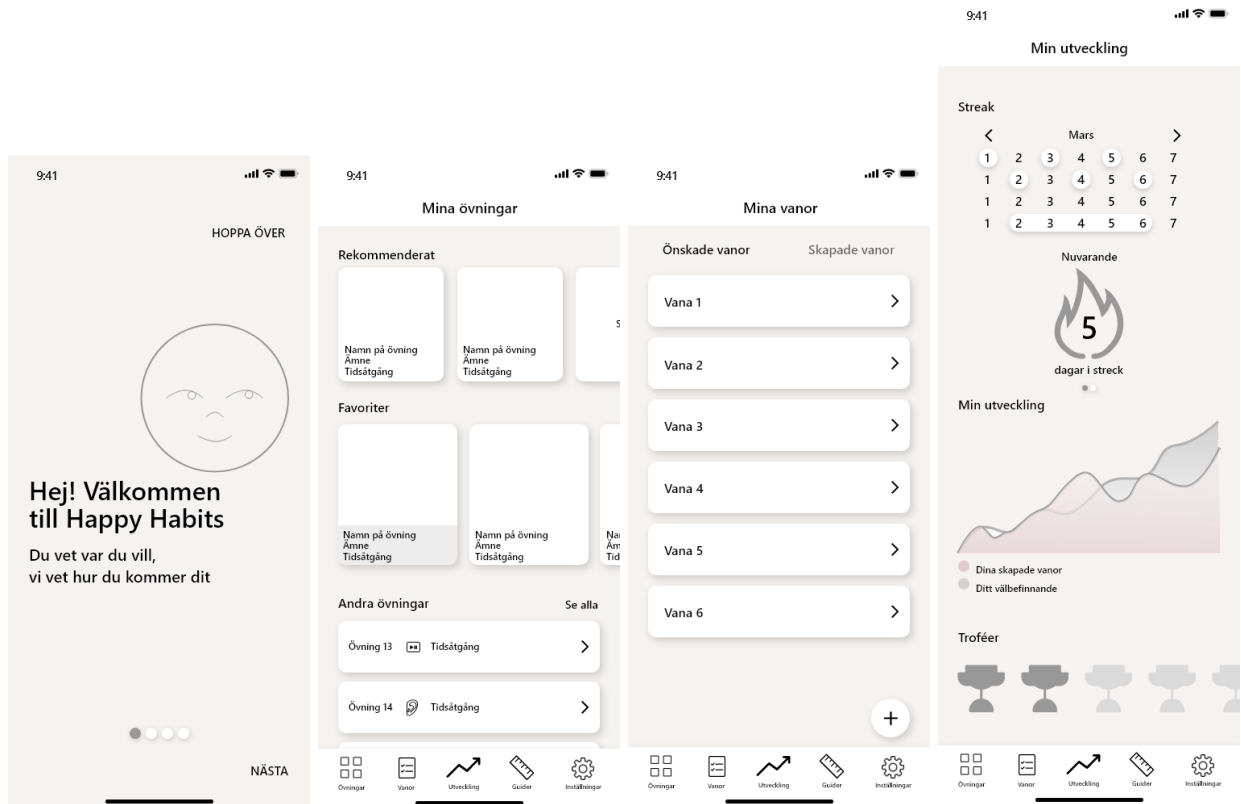 9:41
HOPPA ÖVER
Hej! Välkommen
till Happy Habits
Du vet var du vill,
vi vet hur du kommer dit
NÄSTA
9:41
Mina övningar
Rekommenderat
Namn på övning
Ämne
Tidsåtgång
Namn på övning
Ämne
Tidsåtgång
S
Favoriter
Namn på övning
Ämne
Tidsåtgång
Namn på övning
Ämne
Tidsåtgång
Na
Äm
Tids
Andra övningar
Se alla
Övning 13 Tidsåtgång
Övning 14 Tidsåtgång
Övningar Vanor Utveckling Guider Inställningar
9:41
Mina vanor
Önskade vanor Skapade vanor
Vana 1
Vana 2
Vana 3
Vana 4
Vana 5
Vana 6
+
Övningar Vanor Utveckling Guider Inställningar
9:41
Min utveckling
Streak
Mars
1 2 3 4 5 6 7
1 2 3 4 5 6 7
1 2 3 4 5 6 7
1 2 3 4 5 6 7
Nuvarande
5
dagar i streck
Min utveckling
Dina skapade vanor
Ditt välbefinnande
Troféer
Övningar Vanor Utveckling Guider Inställningar